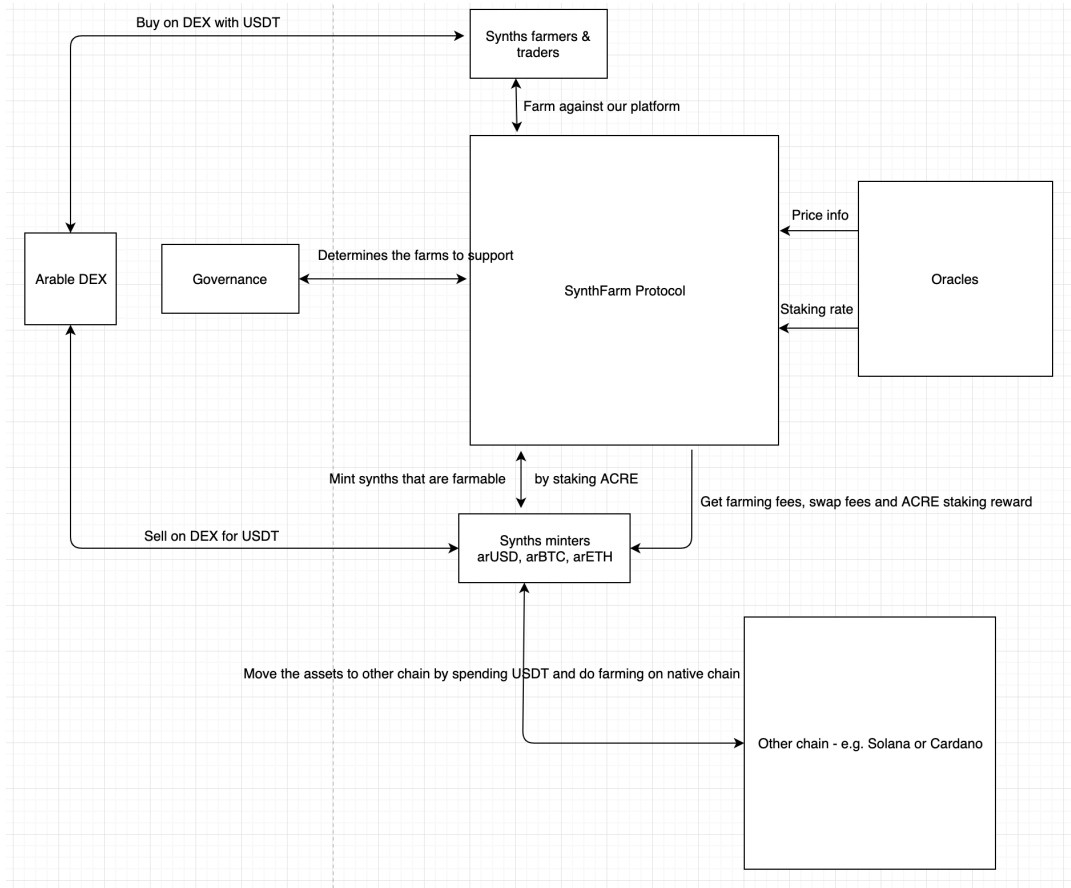 Buy on DEX with USDT
Synths farmers &
traders
Farm against our platform
Price info
Determines the farms to support
Arable DEX
Governance
SynthFarm Protocol
Oracles
Staking rate
Mint synths that are farmable
by staking ACRE
Get farming fees, swap fees and ACRE staking reward
Sell on DEX for USDT
Synths minters
arUSD, arBTC, arETH
Move the assets to other chain by spending USDT and do farming on native chain
Other chain - e.g. Solana or Cardano